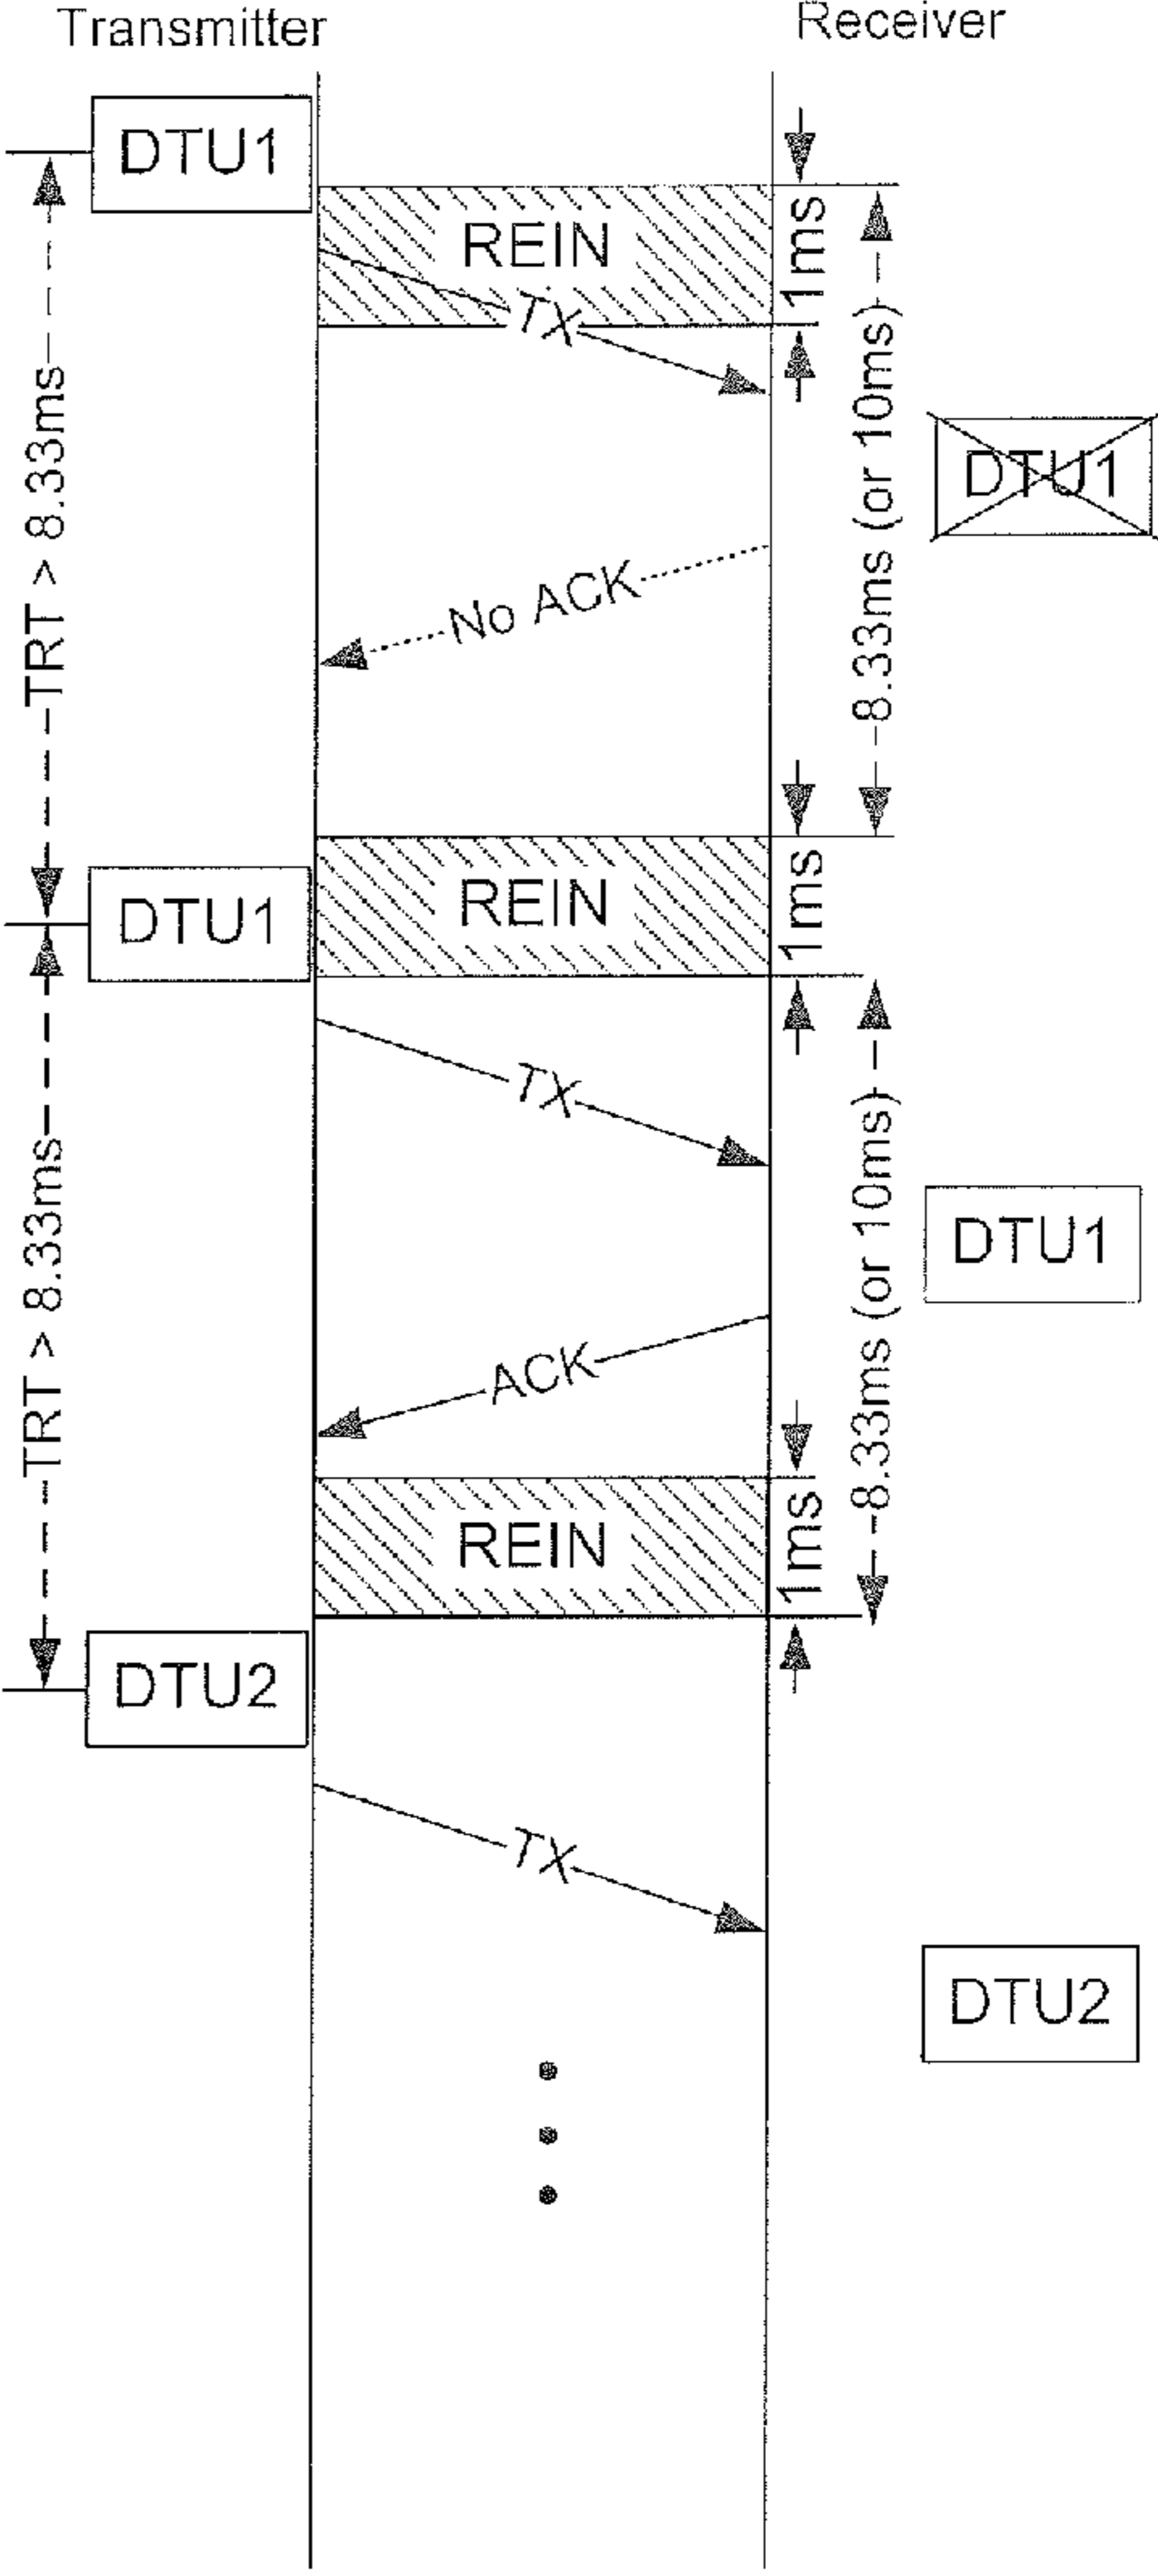 Transmitter
Receiver
DTU1
REIN
1ms
TX
TRT > 8.33ms
8.33ms (or 10ms)
DTU1
No ACK
DTU1
REIN
1ms
TX
TRT > 8.33ms
8.33ms (or 10ms)
DTU1
ACK
REIN
1ms
DTU2
TX
DTU2